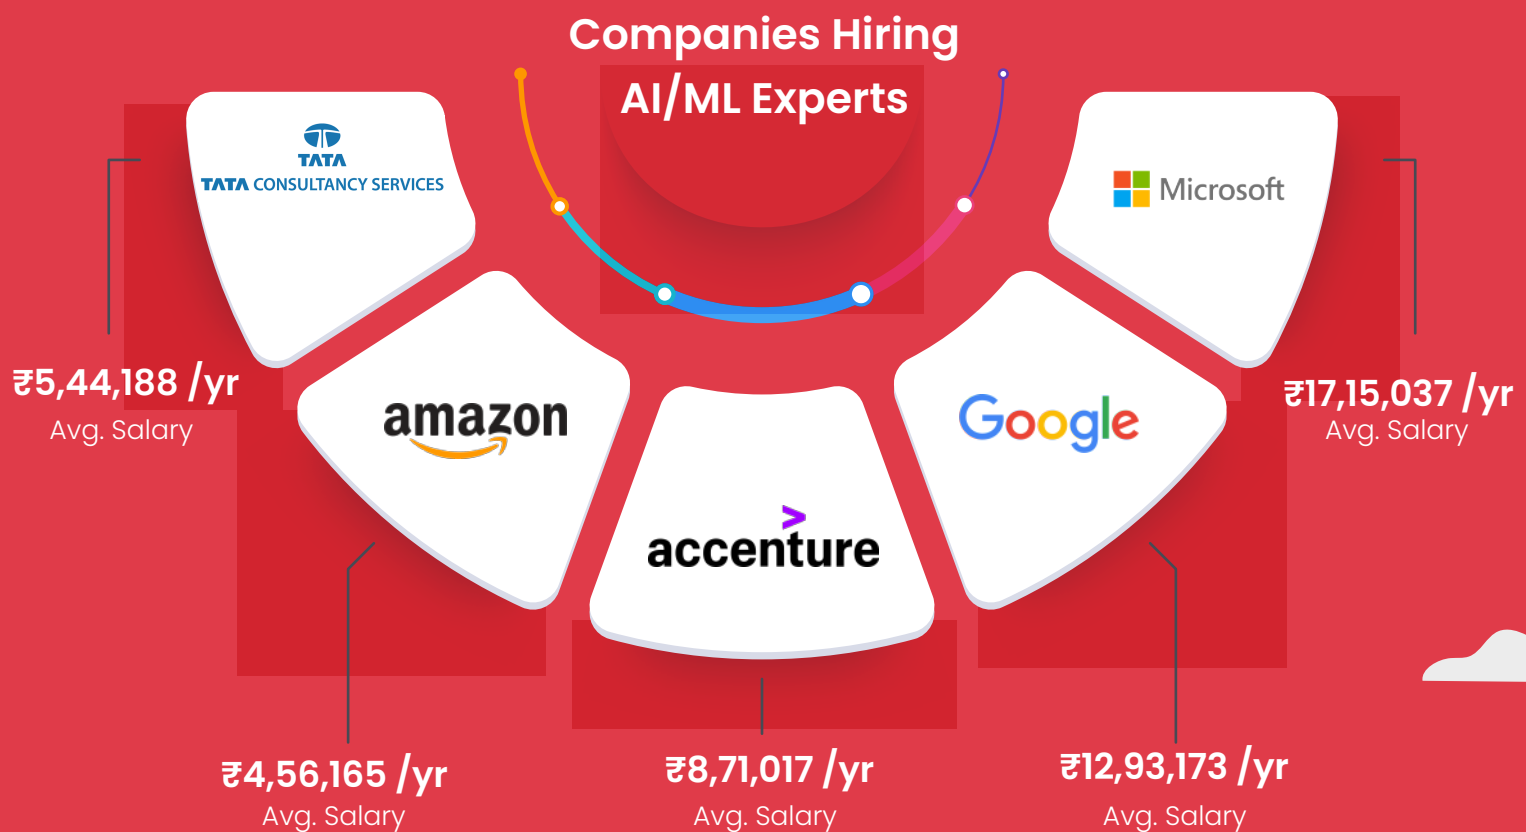 Companies Hiring
AI/ML Experts
TATA
TATA CONSULTANCY SERVICES
₹5,44,188 /yr
Avg. Salary
amazon
₹4,56,165 /yr
Avg. Salary
>
accenture
₹8,71,017 /yr
Avg. Salary
Google
₹12,93,173 /yr
Avg. Salary
Microsoft
₹17,15,037 /yr
Avg. Salary